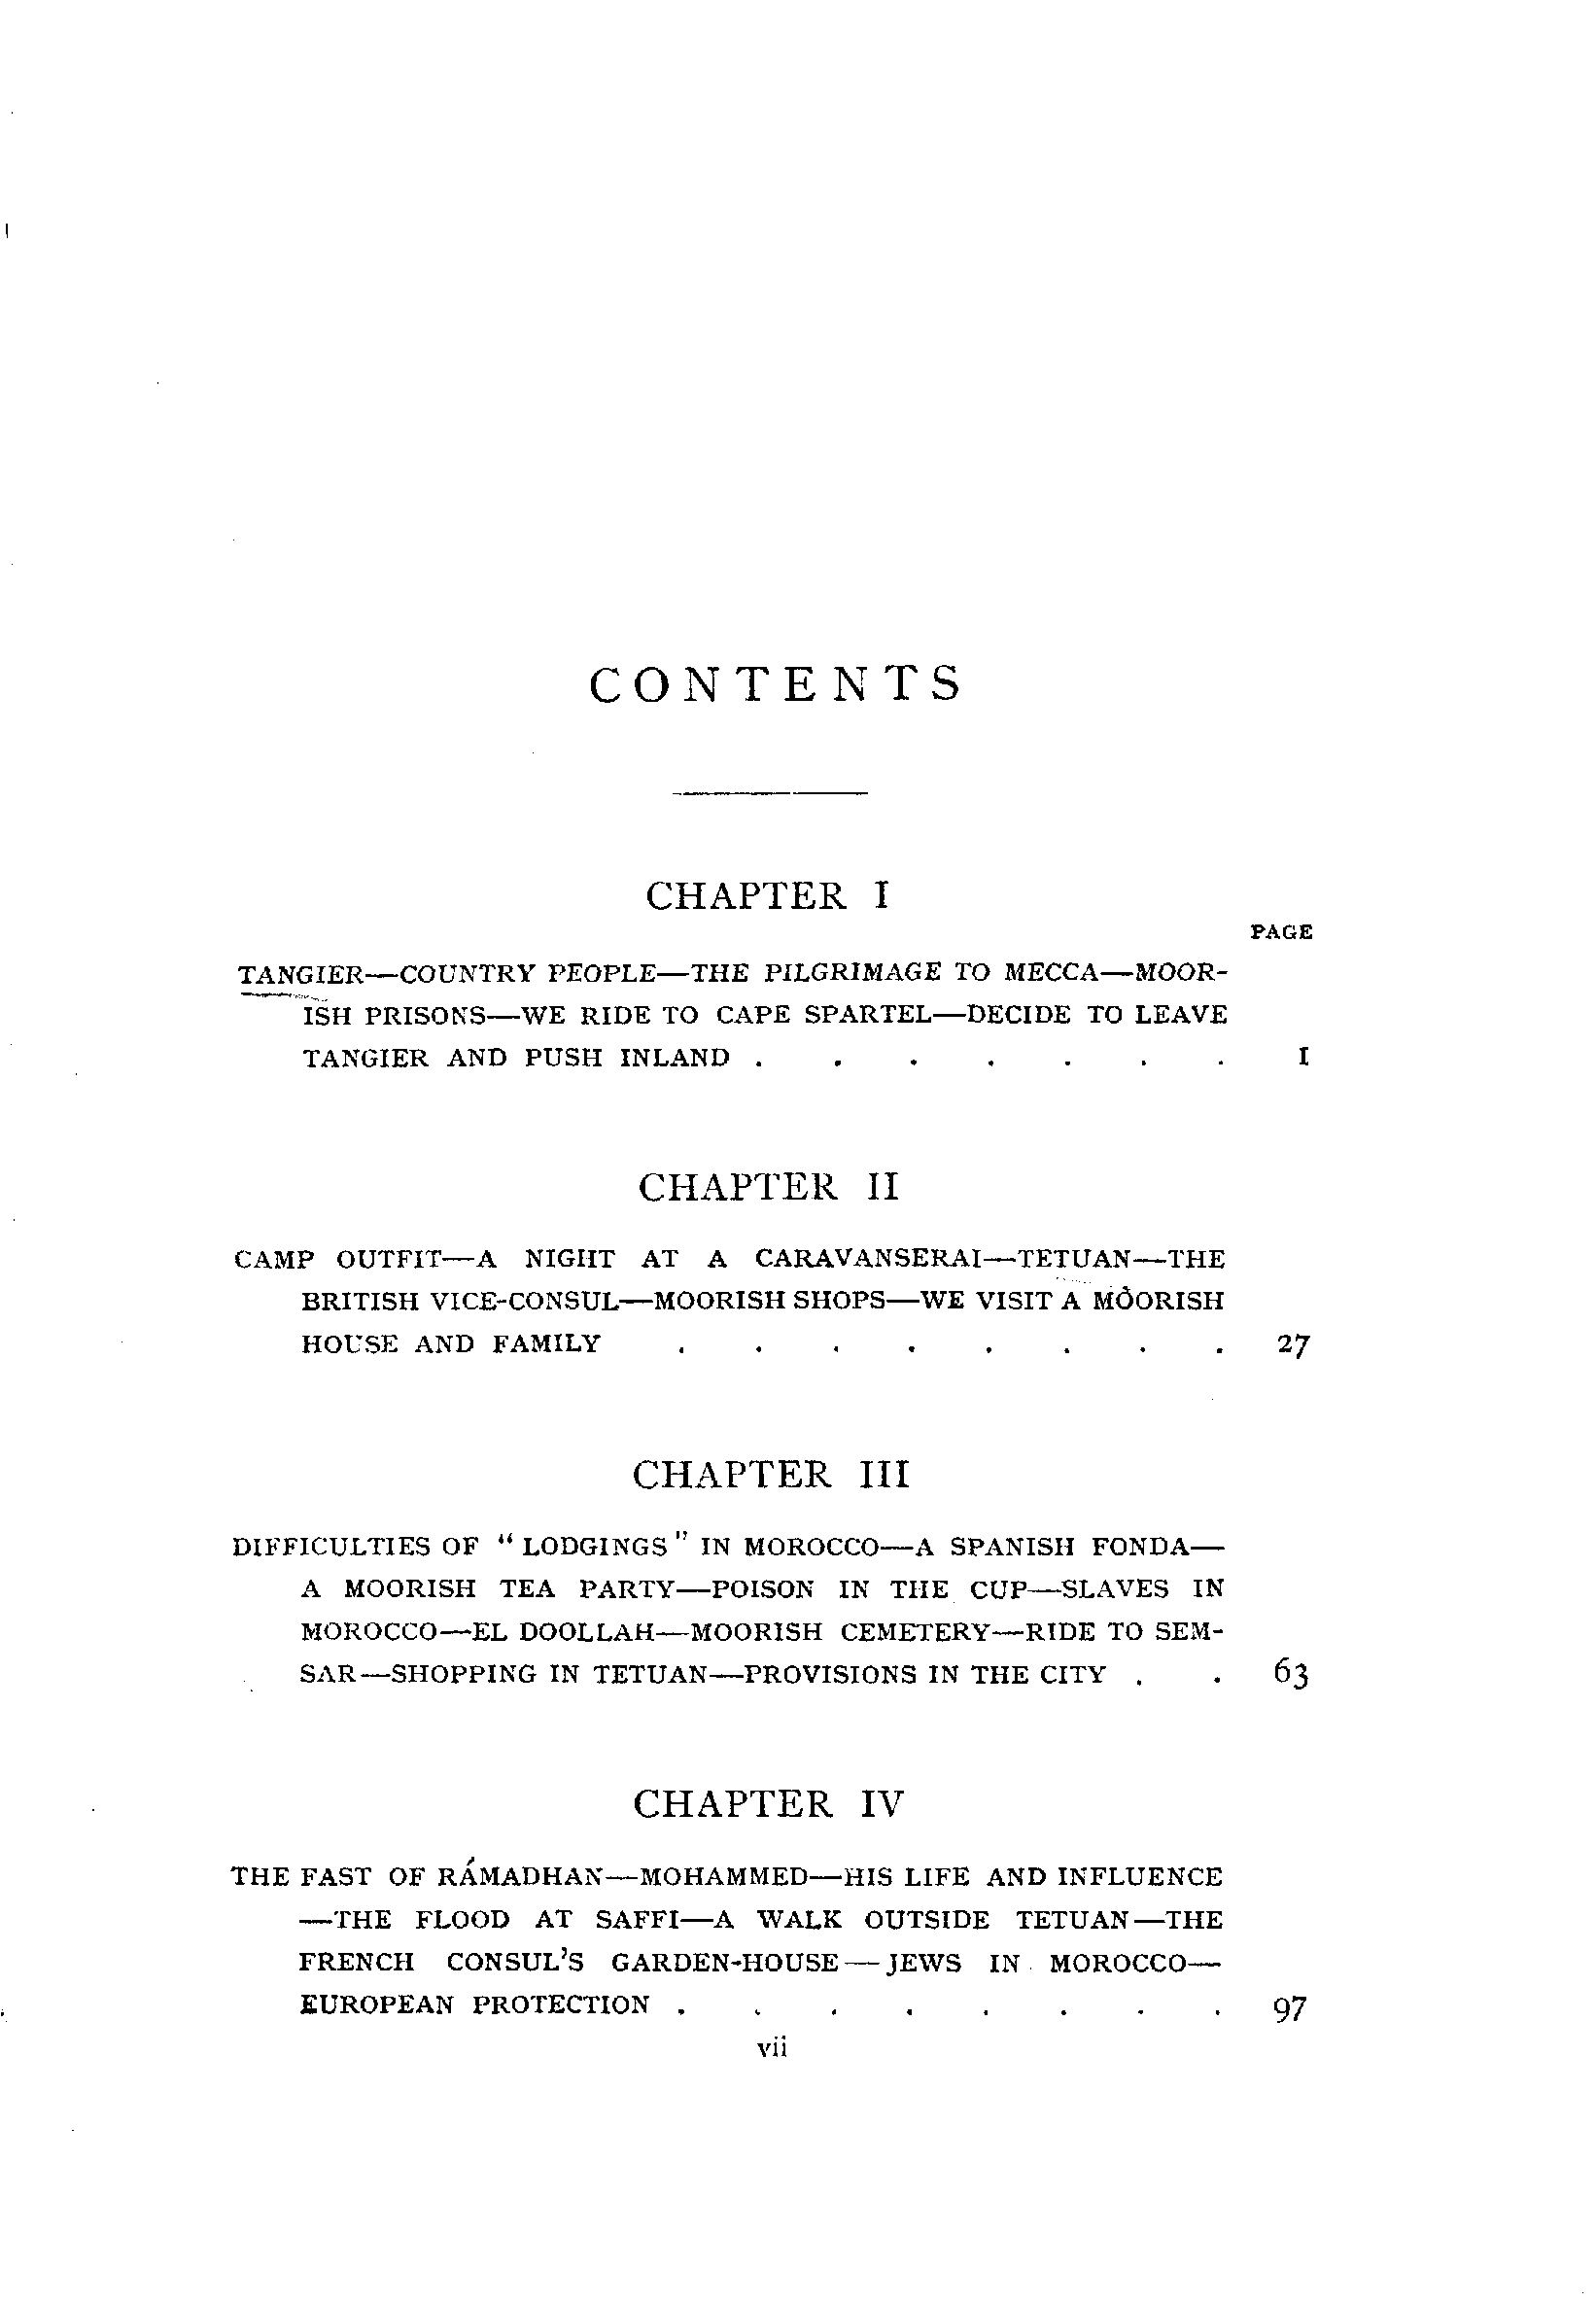 CONTENTS
CHAPTER I
PAGE
TANGIER—COUNTRY PEOPLE—THE PILGRIMAGE TO MECCA—MOOR-
ISH PRISONS—WE RIDE TO CAPE SPARTEL—DECIDE TO LEAVE
TANGIER AND PUSH INLAND . . . . . . . 1
CHAPTER II
CAMP OUTFIT—A NIGHT AT A CARAVANSERAI—TETUAN—THE
BRITISH VICE-CONSUL—MOORISH SHOPS—WE VISIT A MOORISH
HOUSE AND FAMILY . . . . . . . . 27
CHAPTER III
DIFFICULTIES OF "LODGINGS" IN MOROCCO—A SPANISH FONDA—
A MOORISH TEA PARTY—POISON IN THE CUP—SLAVES IN
MOROCCO—EL DOOLLAH—MOORISH CEMETERY—RIDE TO SEM-
SAR—SHOPPING IN TETUAN—PROVISIONS IN THE CITY . . 63
CHAPTER IV
THE FAST OF RÁMADHAN—MOHAMMED—HIS LIFE AND INFLUENCE
—THE FLOOD AT SAFFI—A WALK OUTSIDE TETUAN—THE
FRENCH CONSUL'S GARDEN-HOUSE—JEWS IN MOROCCO—
EUROPEAN PROTECTION . . . . . . . . 97
vii